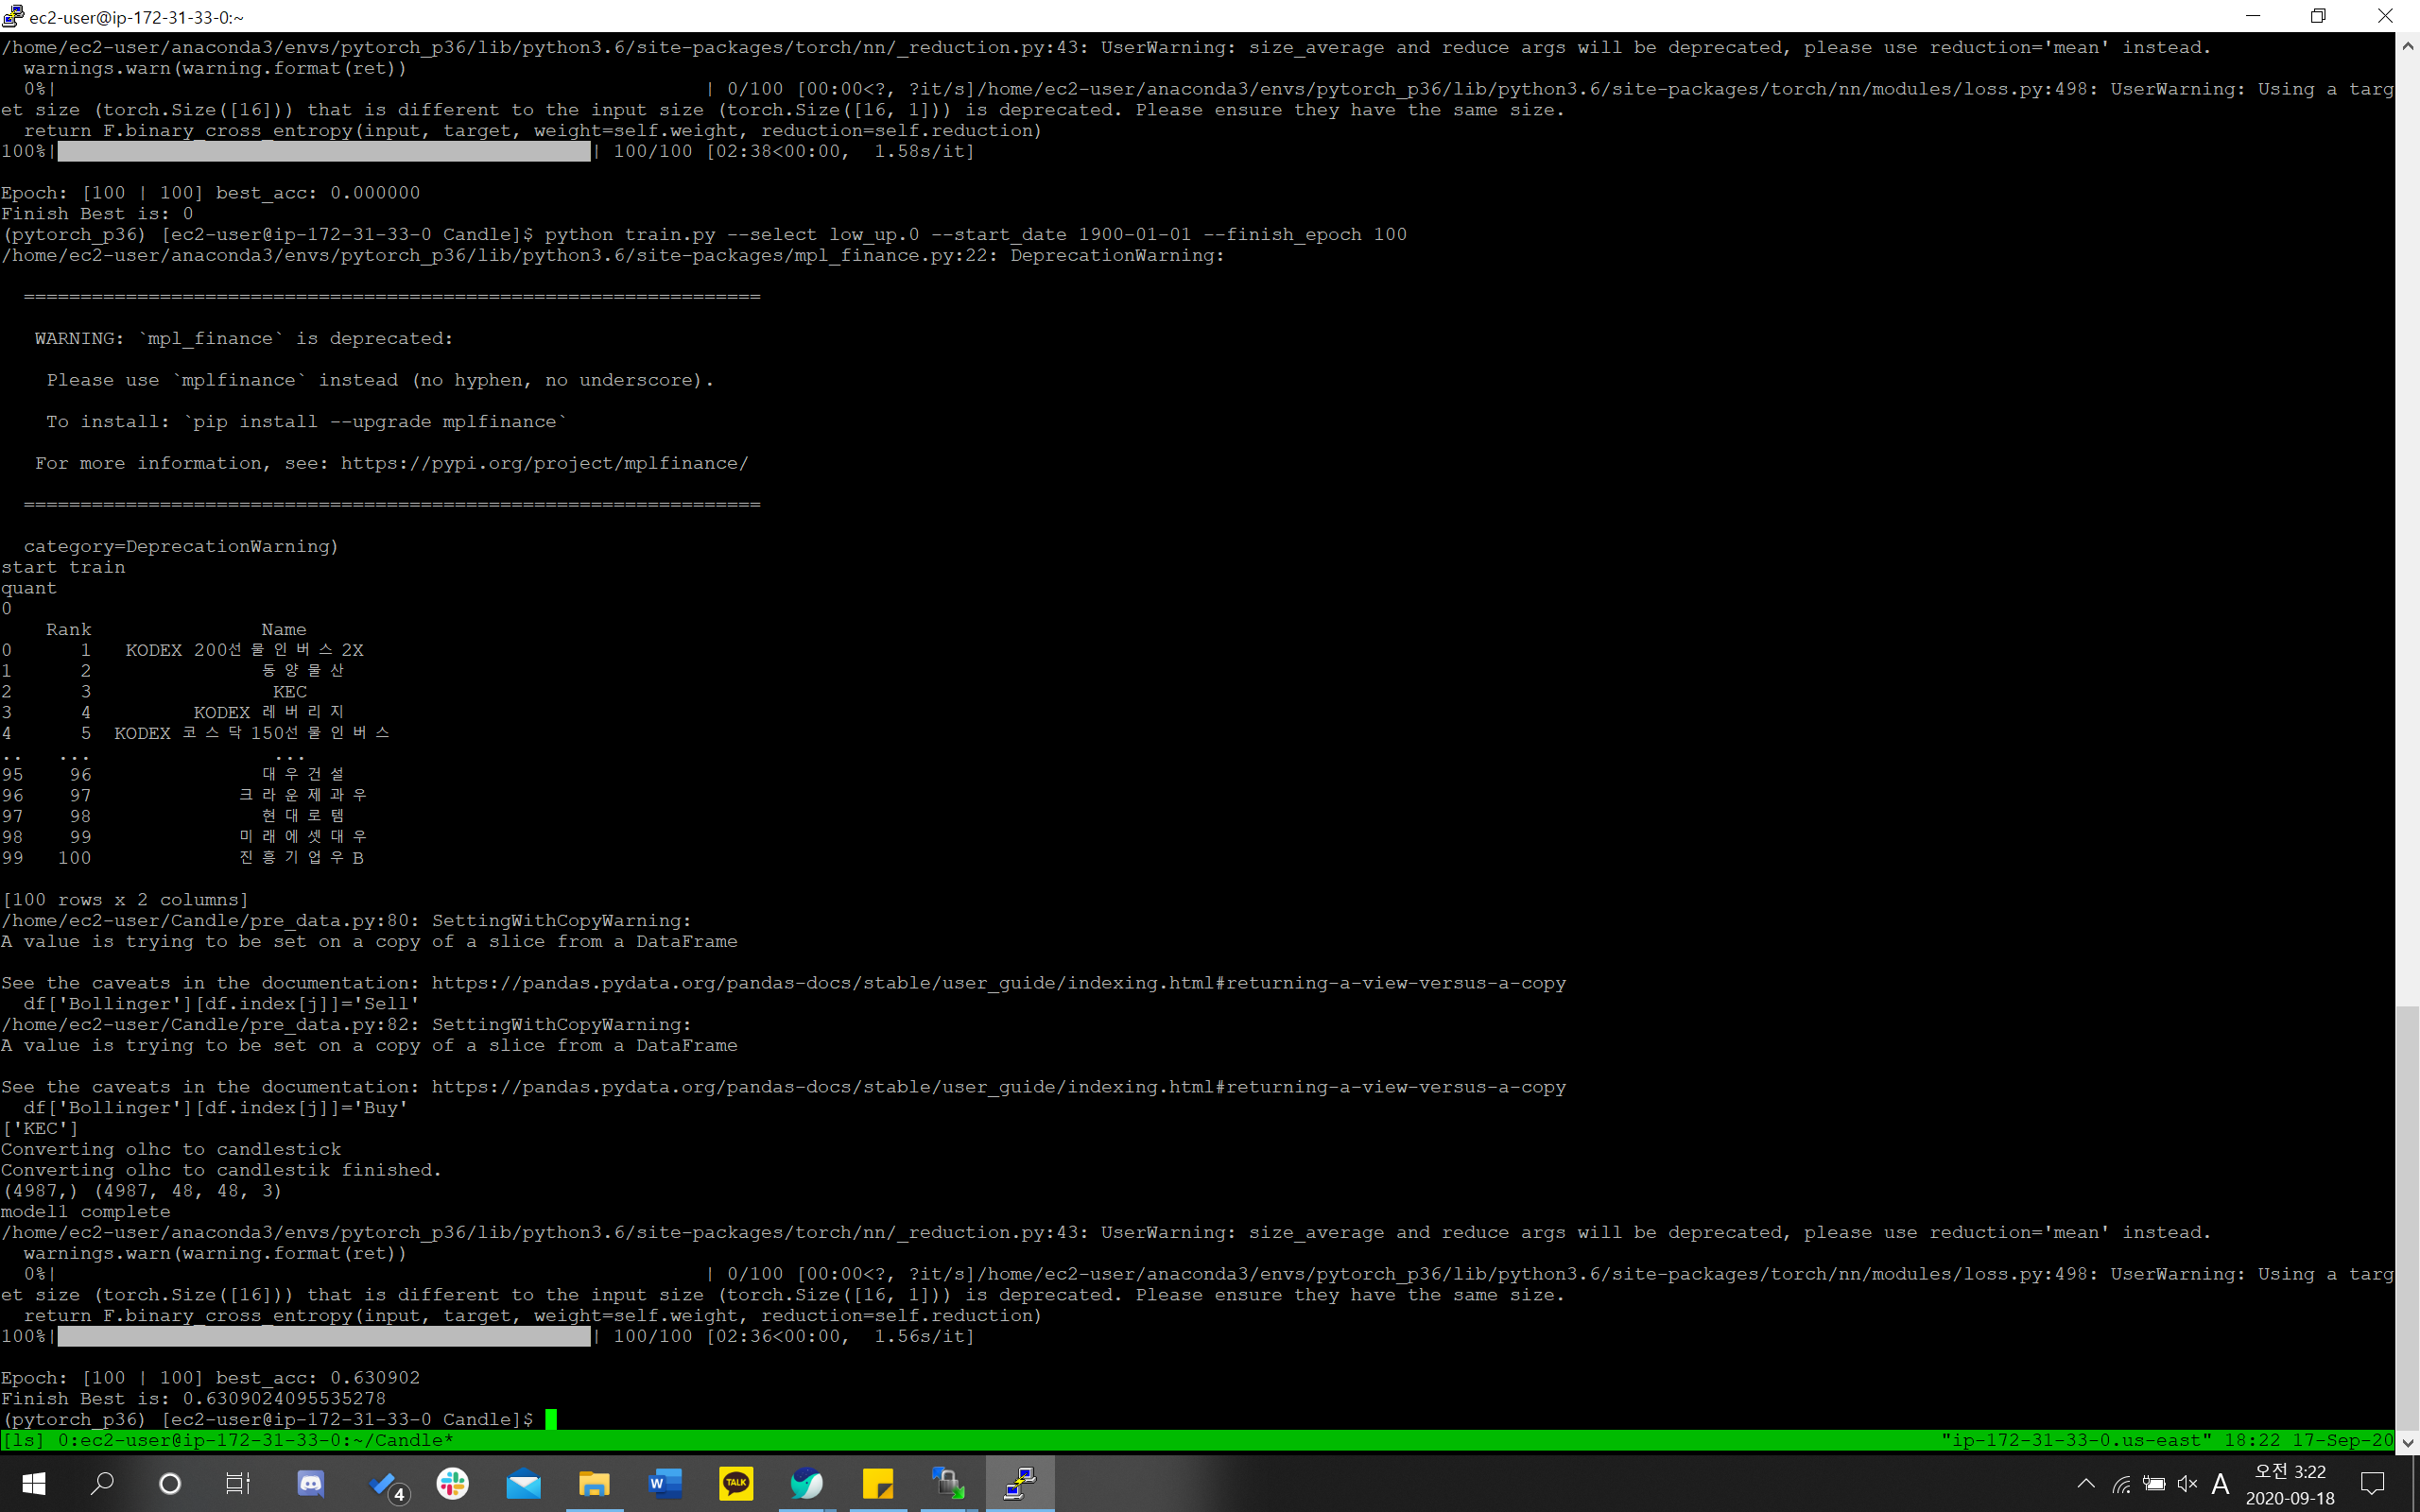 ec2-user@ip-172-31-33-0:~
/home/ec2-user/anaconda3/envs/pytorch_p36/lib/python3.6/site-packages/torch/nn/_reduction.py:43: UserWarning: size_average and reduce args will be deprecated, please use reduction='mean' instead.
  warnings.warn(warning.format(ret))
  0%|                                                          | 0/100 [00:00<?, ?it/s]/home/ec2-user/anaconda3/envs/pytorch_p36/lib/python3.6/site-packages/torch/nn/modules/loss.py:498: UserWarning: Using a targ
et size (torch.Size([16])) that is different to the input size (torch.Size([16, 1])) is deprecated. Please ensure they have the same size.
  return F.binary_cross_entropy(input, target, weight=self.weight, reduction=self.reduction)
100%|| 100/100 [02:38<00:00,  1.58s/it]
Epoch: [100 | 100] best_acc: 0.000000
Finish Best is: 0
(pytorch_p36) [ec2-user@ip-172-31-33-0 Candle]$ python train.py --select low_up.0 --start_date 1900-01-01 --finish_epoch 100
/home/ec2-user/anaconda3/envs/pytorch_p36/lib/python3.6/site-packages/mpl_finance.py:22: DeprecationWarning:
  =================================================================
   WARNING: `mpl_finance` is deprecated:
    Please use `mplfinance` instead (no hyphen, no underscore).
    To install: `pip install --upgrade mplfinance`
   For more information, see: https://pypi.org/project/mplfinance/
  =================================================================
  category=DeprecationWarning)
start train
quant
0
    Rank               Name
0      1   KODEX 200선물인버스2X
1      2               동양물산
2      3                KEC
3      4         KODEX 레버리지
4      5  KODEX 코스닥150선물인버스
..   ...                ...
95    96               대우건설
96    97             크라운제과우
97    98               현대로템
98    99             미래에셋대우
99   100             진흥기업우B
[100 rows x 2 columns]
/home/ec2-user/Candle/pre_data.py:80: SettingWithCopyWarning:
A value is trying to be set on a copy of a slice from a DataFrame
See the caveats in the documentation: https://pandas.pydata.org/pandas-docs/stable/user_guide/indexing.html#returning-a-view-versus-a-copy
  df['Bollinger'][df.index[j]]='Sell'
/home/ec2-user/Candle/pre_data.py:82: SettingWithCopyWarning:
A value is trying to be set on a copy of a slice from a DataFrame
See the caveats in the documentation: https://pandas.pydata.org/pandas-docs/stable/user_guide/indexing.html#returning-a-view-versus-a-copy
  df['Bollinger'][df.index[j]]='Buy'
['KEC']
Converting olhc to candlestick
Converting olhc to candlestik finished.
(4987,) (4987, 48, 48, 3)
model1 complete
/home/ec2-user/anaconda3/envs/pytorch_p36/lib/python3.6/site-packages/torch/nn/_reduction.py:43: UserWarning: size_average and reduce args will be deprecated, please use reduction='mean' instead.
  warnings.warn(warning.format(ret))
  0%|                                                          | 0/100 [00:00<?, ?it/s]/home/ec2-user/anaconda3/envs/pytorch_p36/lib/python3.6/site-packages/torch/nn/modules/loss.py:498: UserWarning: Using a targ
et size (torch.Size([16])) that is different to the input size (torch.Size([16, 1])) is deprecated. Please ensure they have the same size.
  return F.binary_cross_entropy(input, target, weight=self.weight, reduction=self.reduction)
100%|| 100/100 [02:36<00:00,  1.56s/it]
Epoch: [100 | 100] best_acc: 0.630902
Finish Best is: 0.6309024095535278
(pytorch_p36) [ec2-user@ip-172-31-33-0 Candle]$
[ls] 0:ec2-user@ip-172-31-33-0:~/Candle* "ip-172-31-33-0.us-east" 18:22 17-Sep-20
4 W TALK A 오전 3:22
2020-09-18